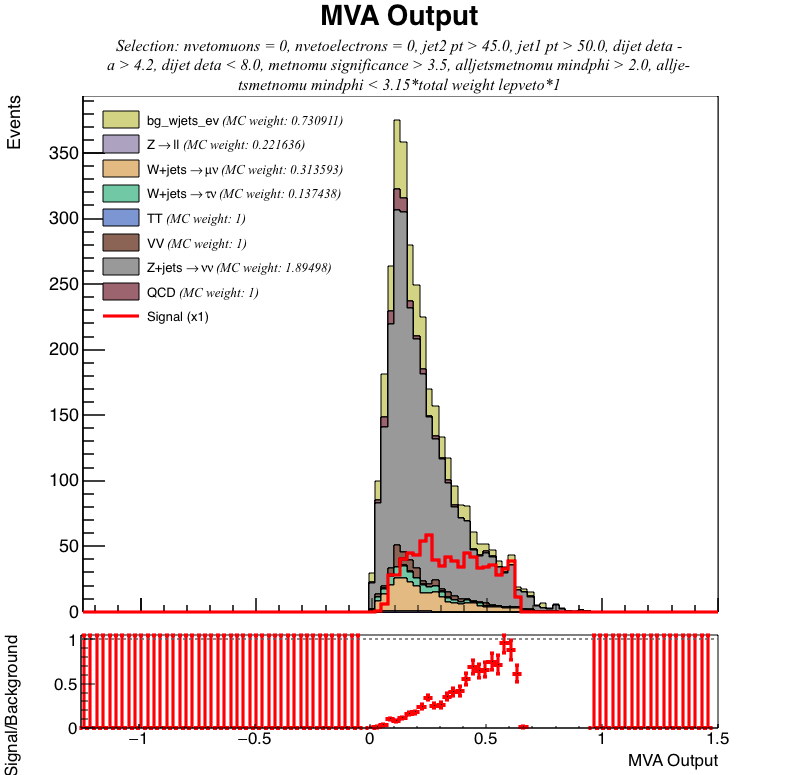 MVA Output
Selection: nvetomuons = 0, nvetoelectrons = 0, jet2 pt > 45.0, jet1 pt > 50.0, dijet deta -
a > 4.2, dijet deta < 8.0, metnomu significance > 3.5, alljetsmetnomu mindphi > 2.0, allje-
tsmetnomu mindphi < 3.15*total weight lepveto*1
Events
bg_wjets_ev (MC weight: 0.730911)
Z → ll (MC weight: 0.221636)
W+jets → μν (MC weight: 0.313593)
W+jets → τν (MC weight: 0.137438)
TT (MC weight: 1)
VV (MC weight: 1)
Z+jets → νν (MC weight: 1.89498)
QCD (MC weight: 1)
Signal (x1)
350
300
250
200
150
100
50
0
Signal/Background
1
0.5
0
−1 −0.5 0 0.5 1 1.5
MVA Output